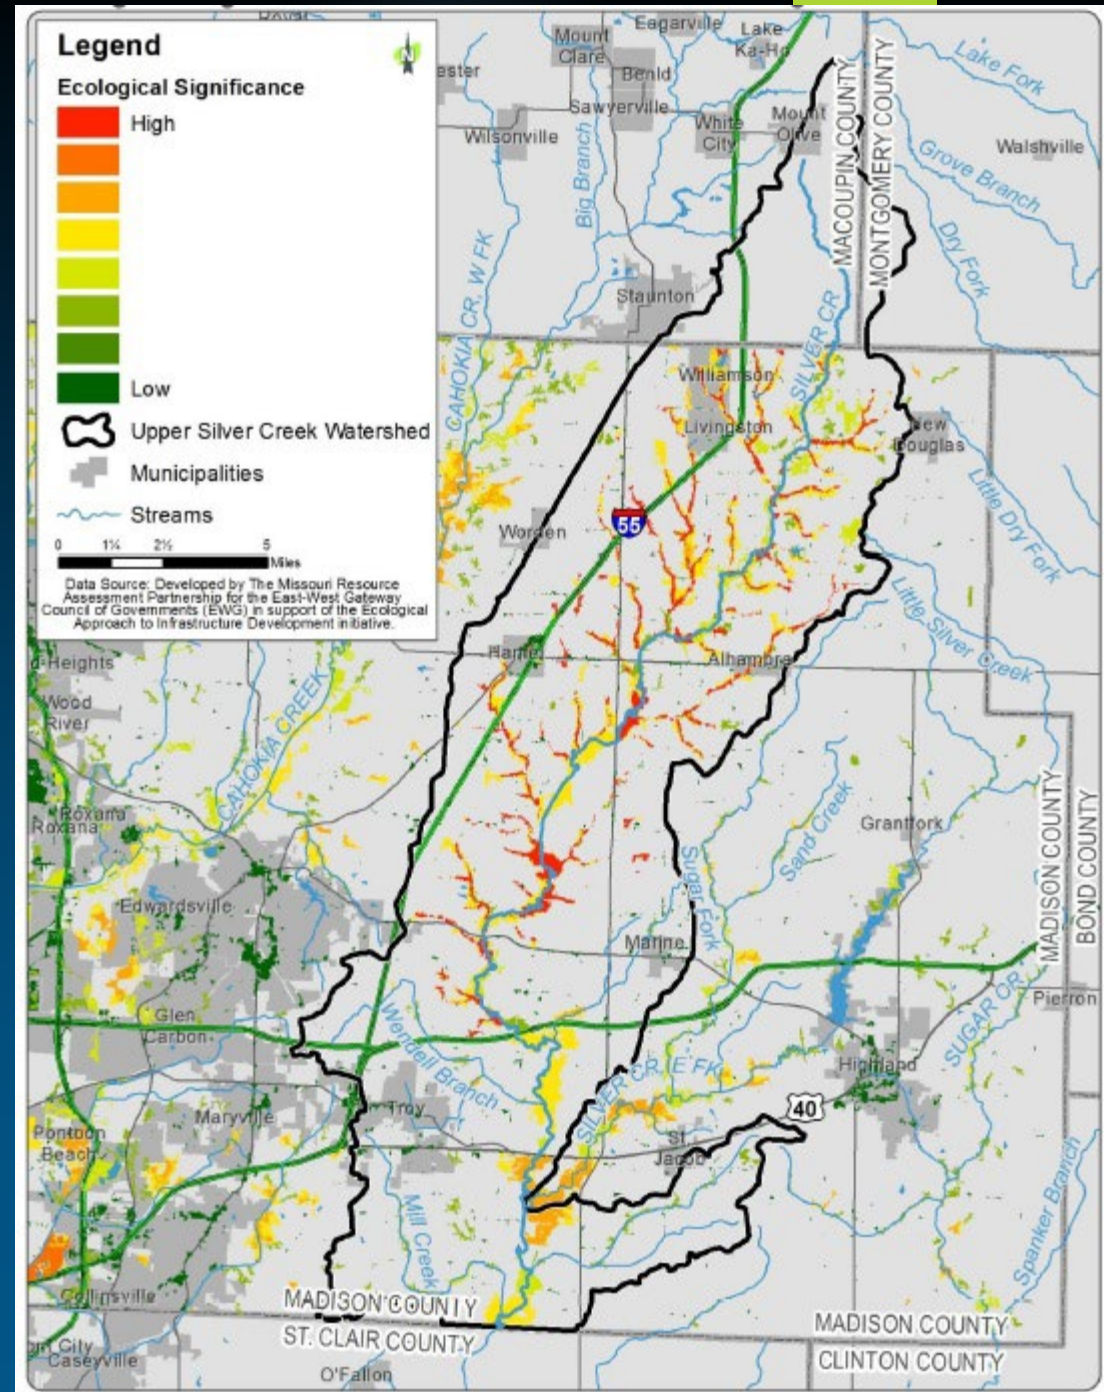 Legend
N
Ecological Significance
High
Low
Upper Silver Creek Watershed
Municipalities
Streams
0 1¼ 2½ 5
Miles
Data Source: Developed by The Missouri Resource
Assessment Partnership for the East-West Gateway
Council of Governments (EWG) in support of the Ecological
Approach to Infrastructure Development initiative.
Eagarville
Mount
Clare
Lake
Ka-Ho
Benld
Sawyerville
Wilsonville
White
City
Mount
Olive
Big Branch
CAHOKIA CR. W FK
Staunton
MACOUPIN COUNTY
MONTGOMERY COUNTY
Lake Fork
Walshville
Grove Branch
Dry Fork
SILVER CR
Williamson
Livingston
New
Douglas
Little Dry Fork
55
Worden
Little Silver Creek
Hamel
Alhambra
Wood
River
CAHOKIA CREEK
Roxana
Roxana
Edwardsville
Sand Creek
Grantfork
Sugar Fork
Marine
MADISON COUNTY
BOND COUNTY
Pierron
SUGAR CR
Glen
Carbon
Wendell Branch
SILVER CR, E FK
Highland
40
Troy
Maryville
Pontoon
Beach
St.
Jacob
Mill Creek
Spanker Branch
Collinsville
MADISON COUNTY
ST. CLAIR COUNTY
MADISON COUNTY
CLINTON COUNTY
Caseyville
O'Fallon